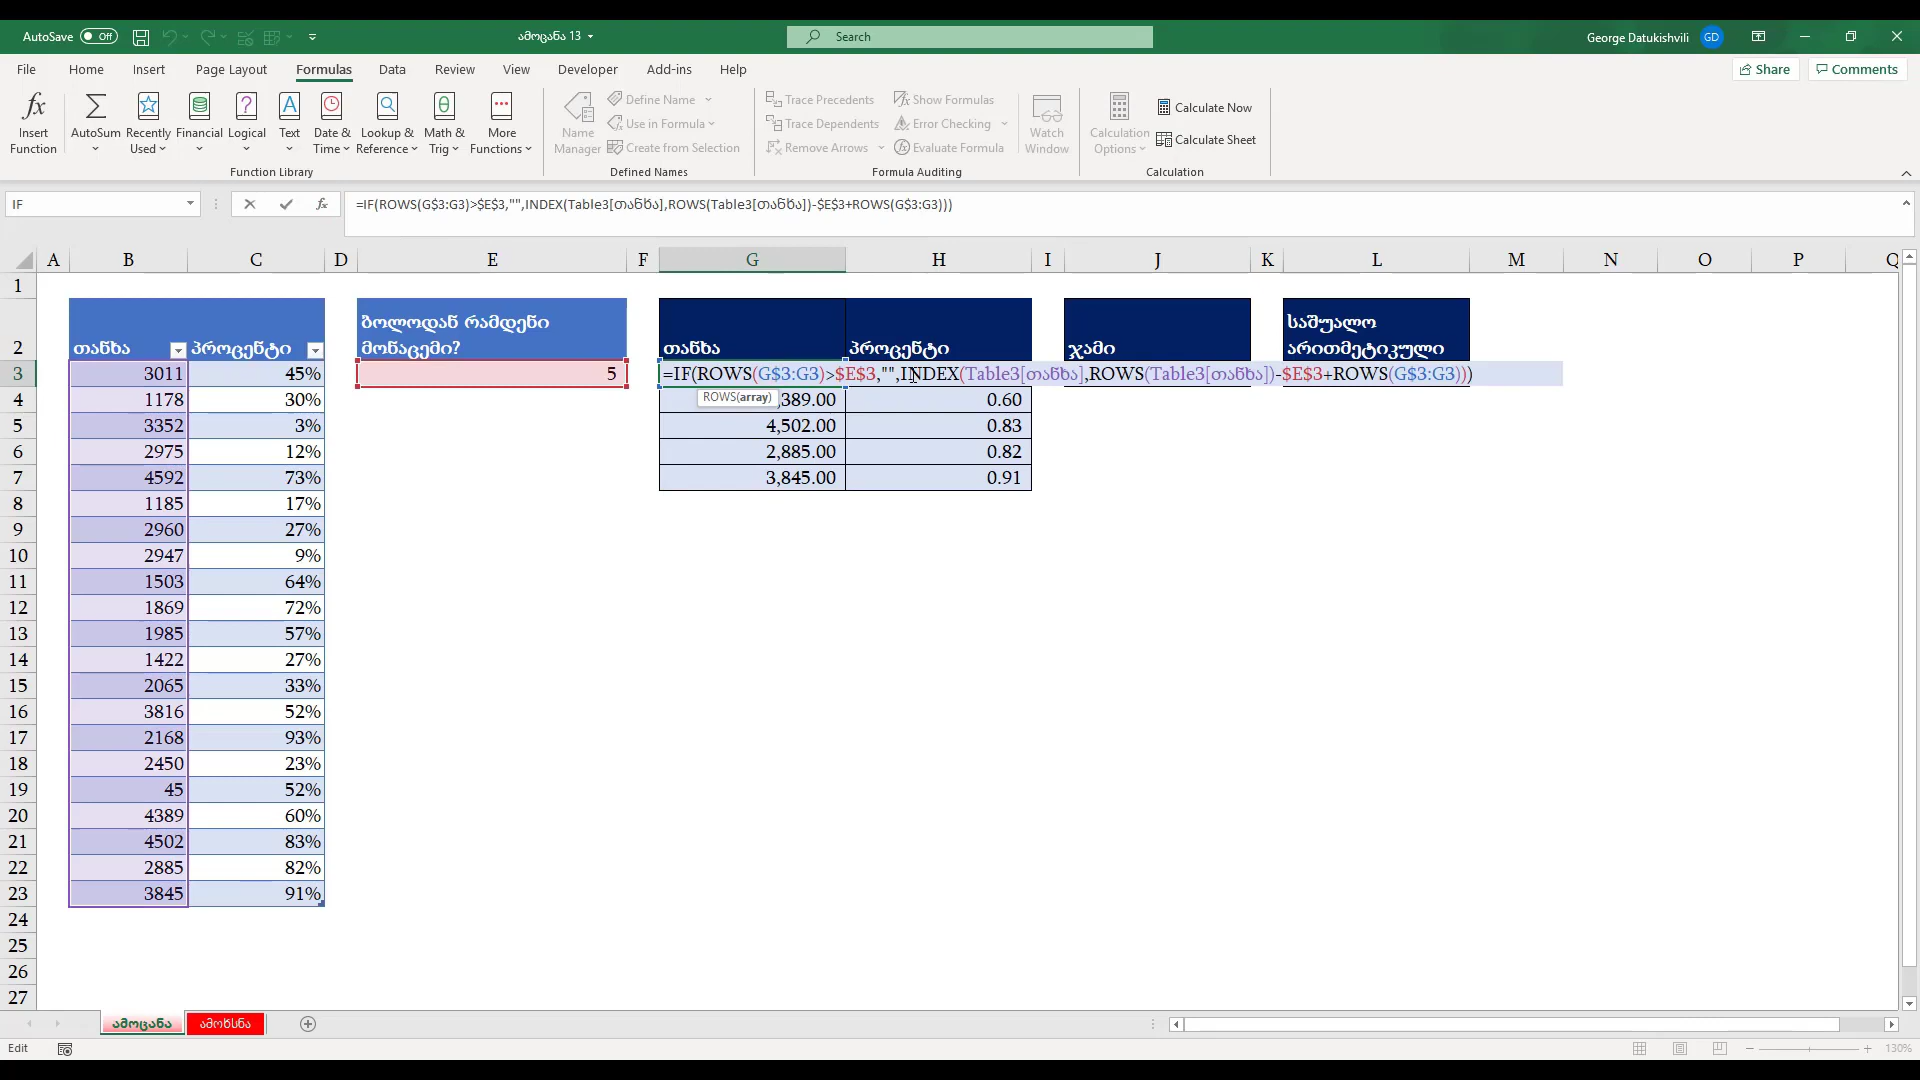 AutoSave Off
ამოცანა 13
Search
George Datukishvili GD
File Home Insert Page Layout Formulas Data Review View Developer Add-ins Help
Share Comments
Insert Function
AutoSum
Recently Used
Financial
Logical
Text
Date & Time
Lookup & Reference
Math & Trig
More Functions
Function Library
Name Manager
Define Name
Use in Formula
Create from Selection
Defined Names
Trace Precedents
Trace Dependents
Remove Arrows
Show Formulas
Error Checking
Evaluate Formula
Formula Auditing
Watch Window
Calculation Options
Calculate Now
Calculate Sheet
Calculation
IF
=IF(ROWS(G$3:G3)>$E$3,"",INDEX(Table3[თანხა],ROWS(Table3[თანხა])-$E$3+ROWS(G$3:G3)))
A B C D E F G H I J K L M N O P Q
1
2 თანხა პროცენტი ბოლოდან რამდენი მონაცემი? თანხა პროცენტი ჯამი საშუალო არითმეტიკული
3 3011 45% 5 =IF(ROWS(G$3:G3)>$E$3,"",INDEX(Table3[თანხა],ROWS(Table3[თანხა])-$E$3+ROWS(G$3:G3)))
ROWS(array)
4 1178 30% ,389.00 0.60
5 3352 3% 4,502.00 0.83
6 2975 12% 2,885.00 0.82
7 4592 73% 3,845.00 0.91
8 1185 17%
9 2960 27%
10 2947 9%
11 1503 64%
12 1869 72%
13 1985 57%
14 1422 27%
15 2065 33%
16 3816 52%
17 2168 93%
18 2450 23%
19 45 52%
20 4389 60%
21 4502 83%
22 2885 82%
23 3845 91%
24
25
26
27
ამოცანა ამოხსნა
Edit
130%